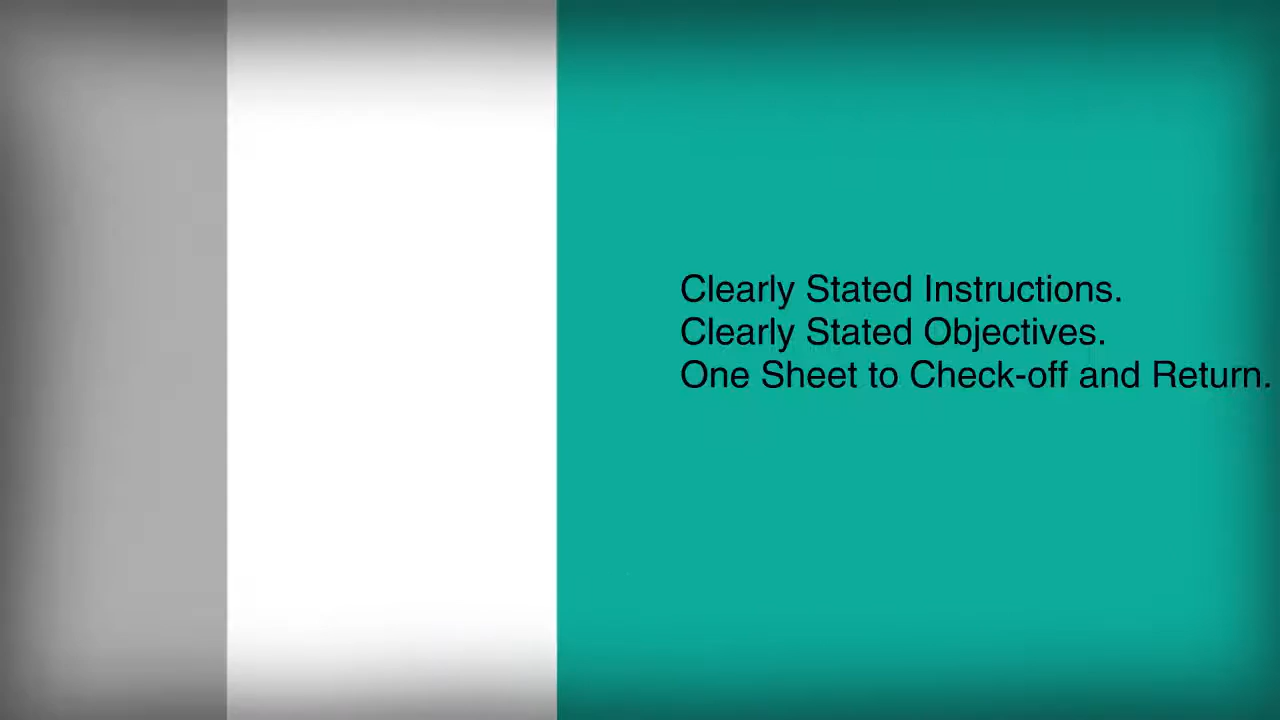 Clearly Stated Instructions.
Clearly Stated Objectives.
One Sheet to Check-off and Return.